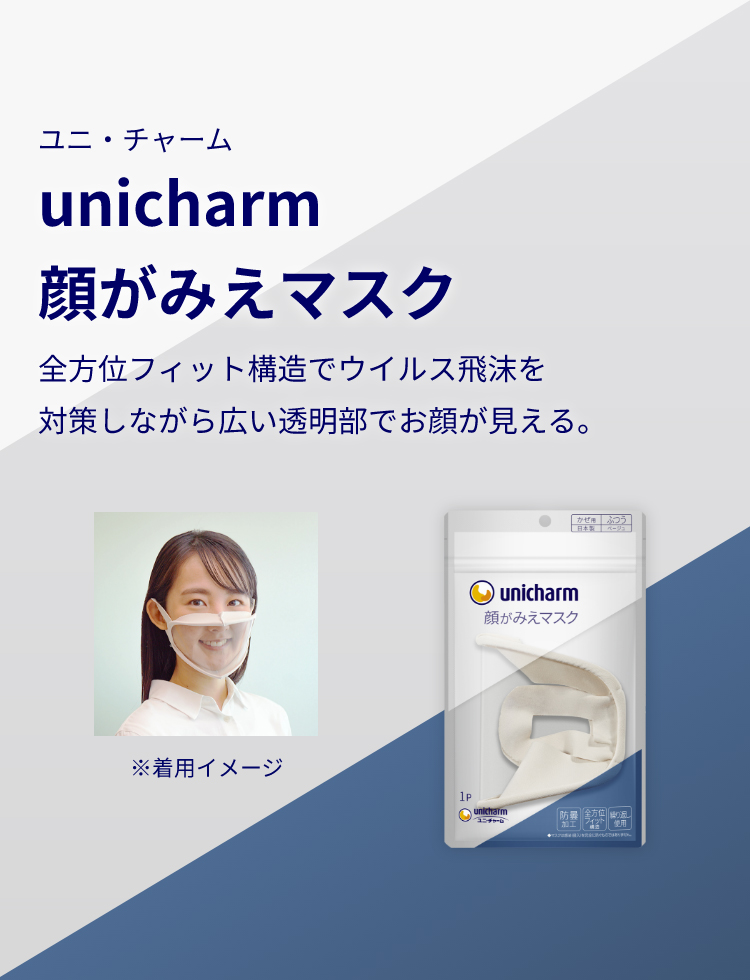 ユニ・チャーム
unicharm
顔がみえマスク
全方位フィット構造でウイルス飛沫を
対策しながら広い透明部でお顔が見える。
かぜ用 ふつう
日本製 ベージュ
unicharm
顔がみえマスク
※着用イメージ
1P
unicharm
ユニ・チャーム
防曇
加工
全方位
フィット
構造
繰り返し
使用